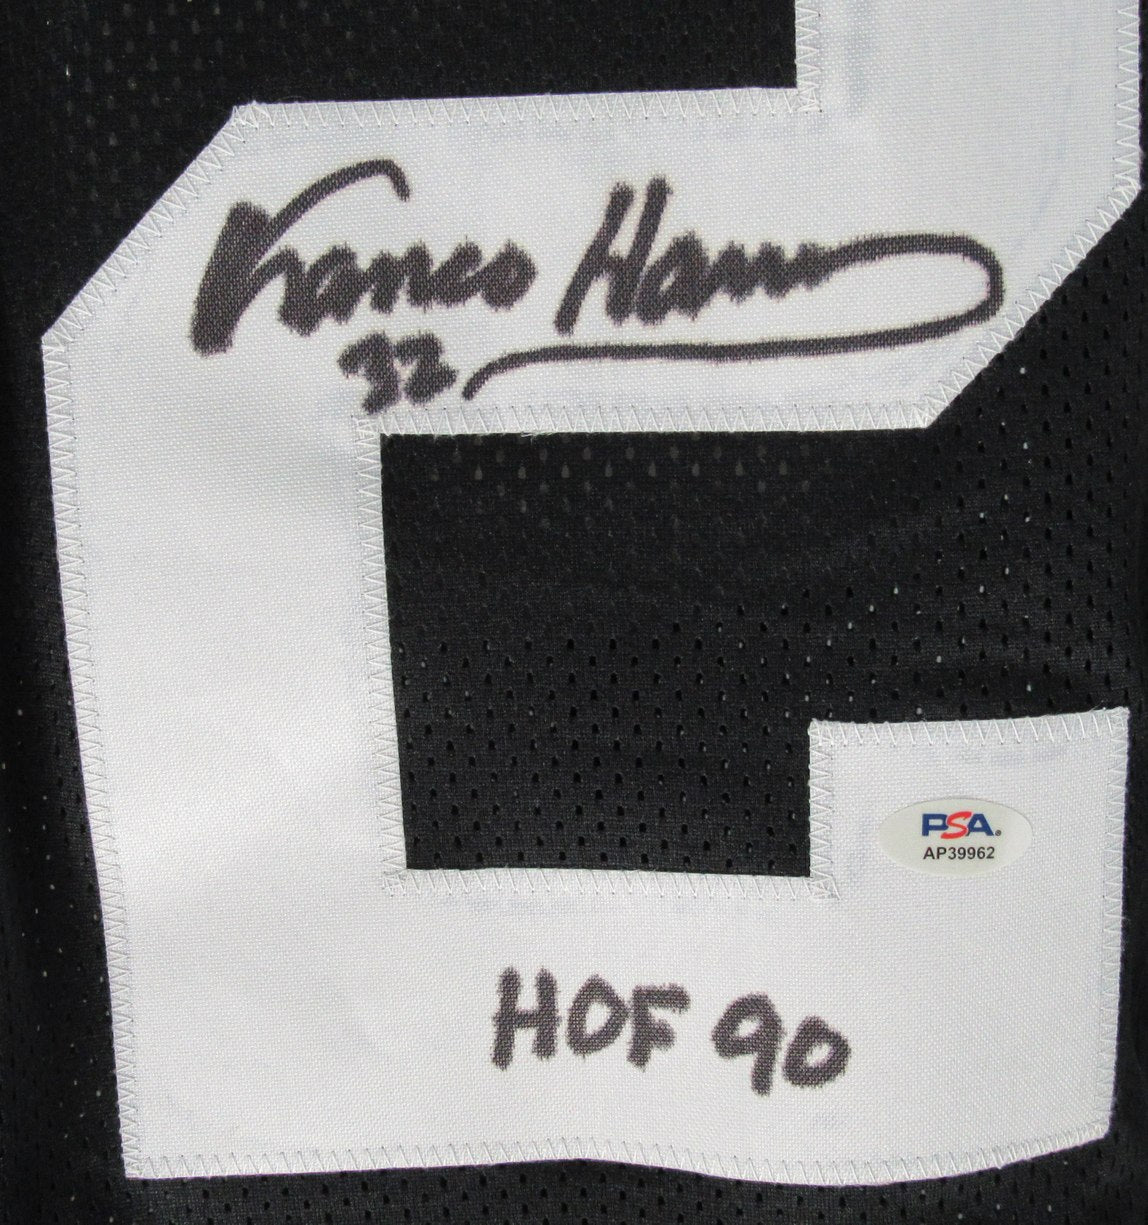 Franco Harris
32
PSA
AP39962
HOF 90